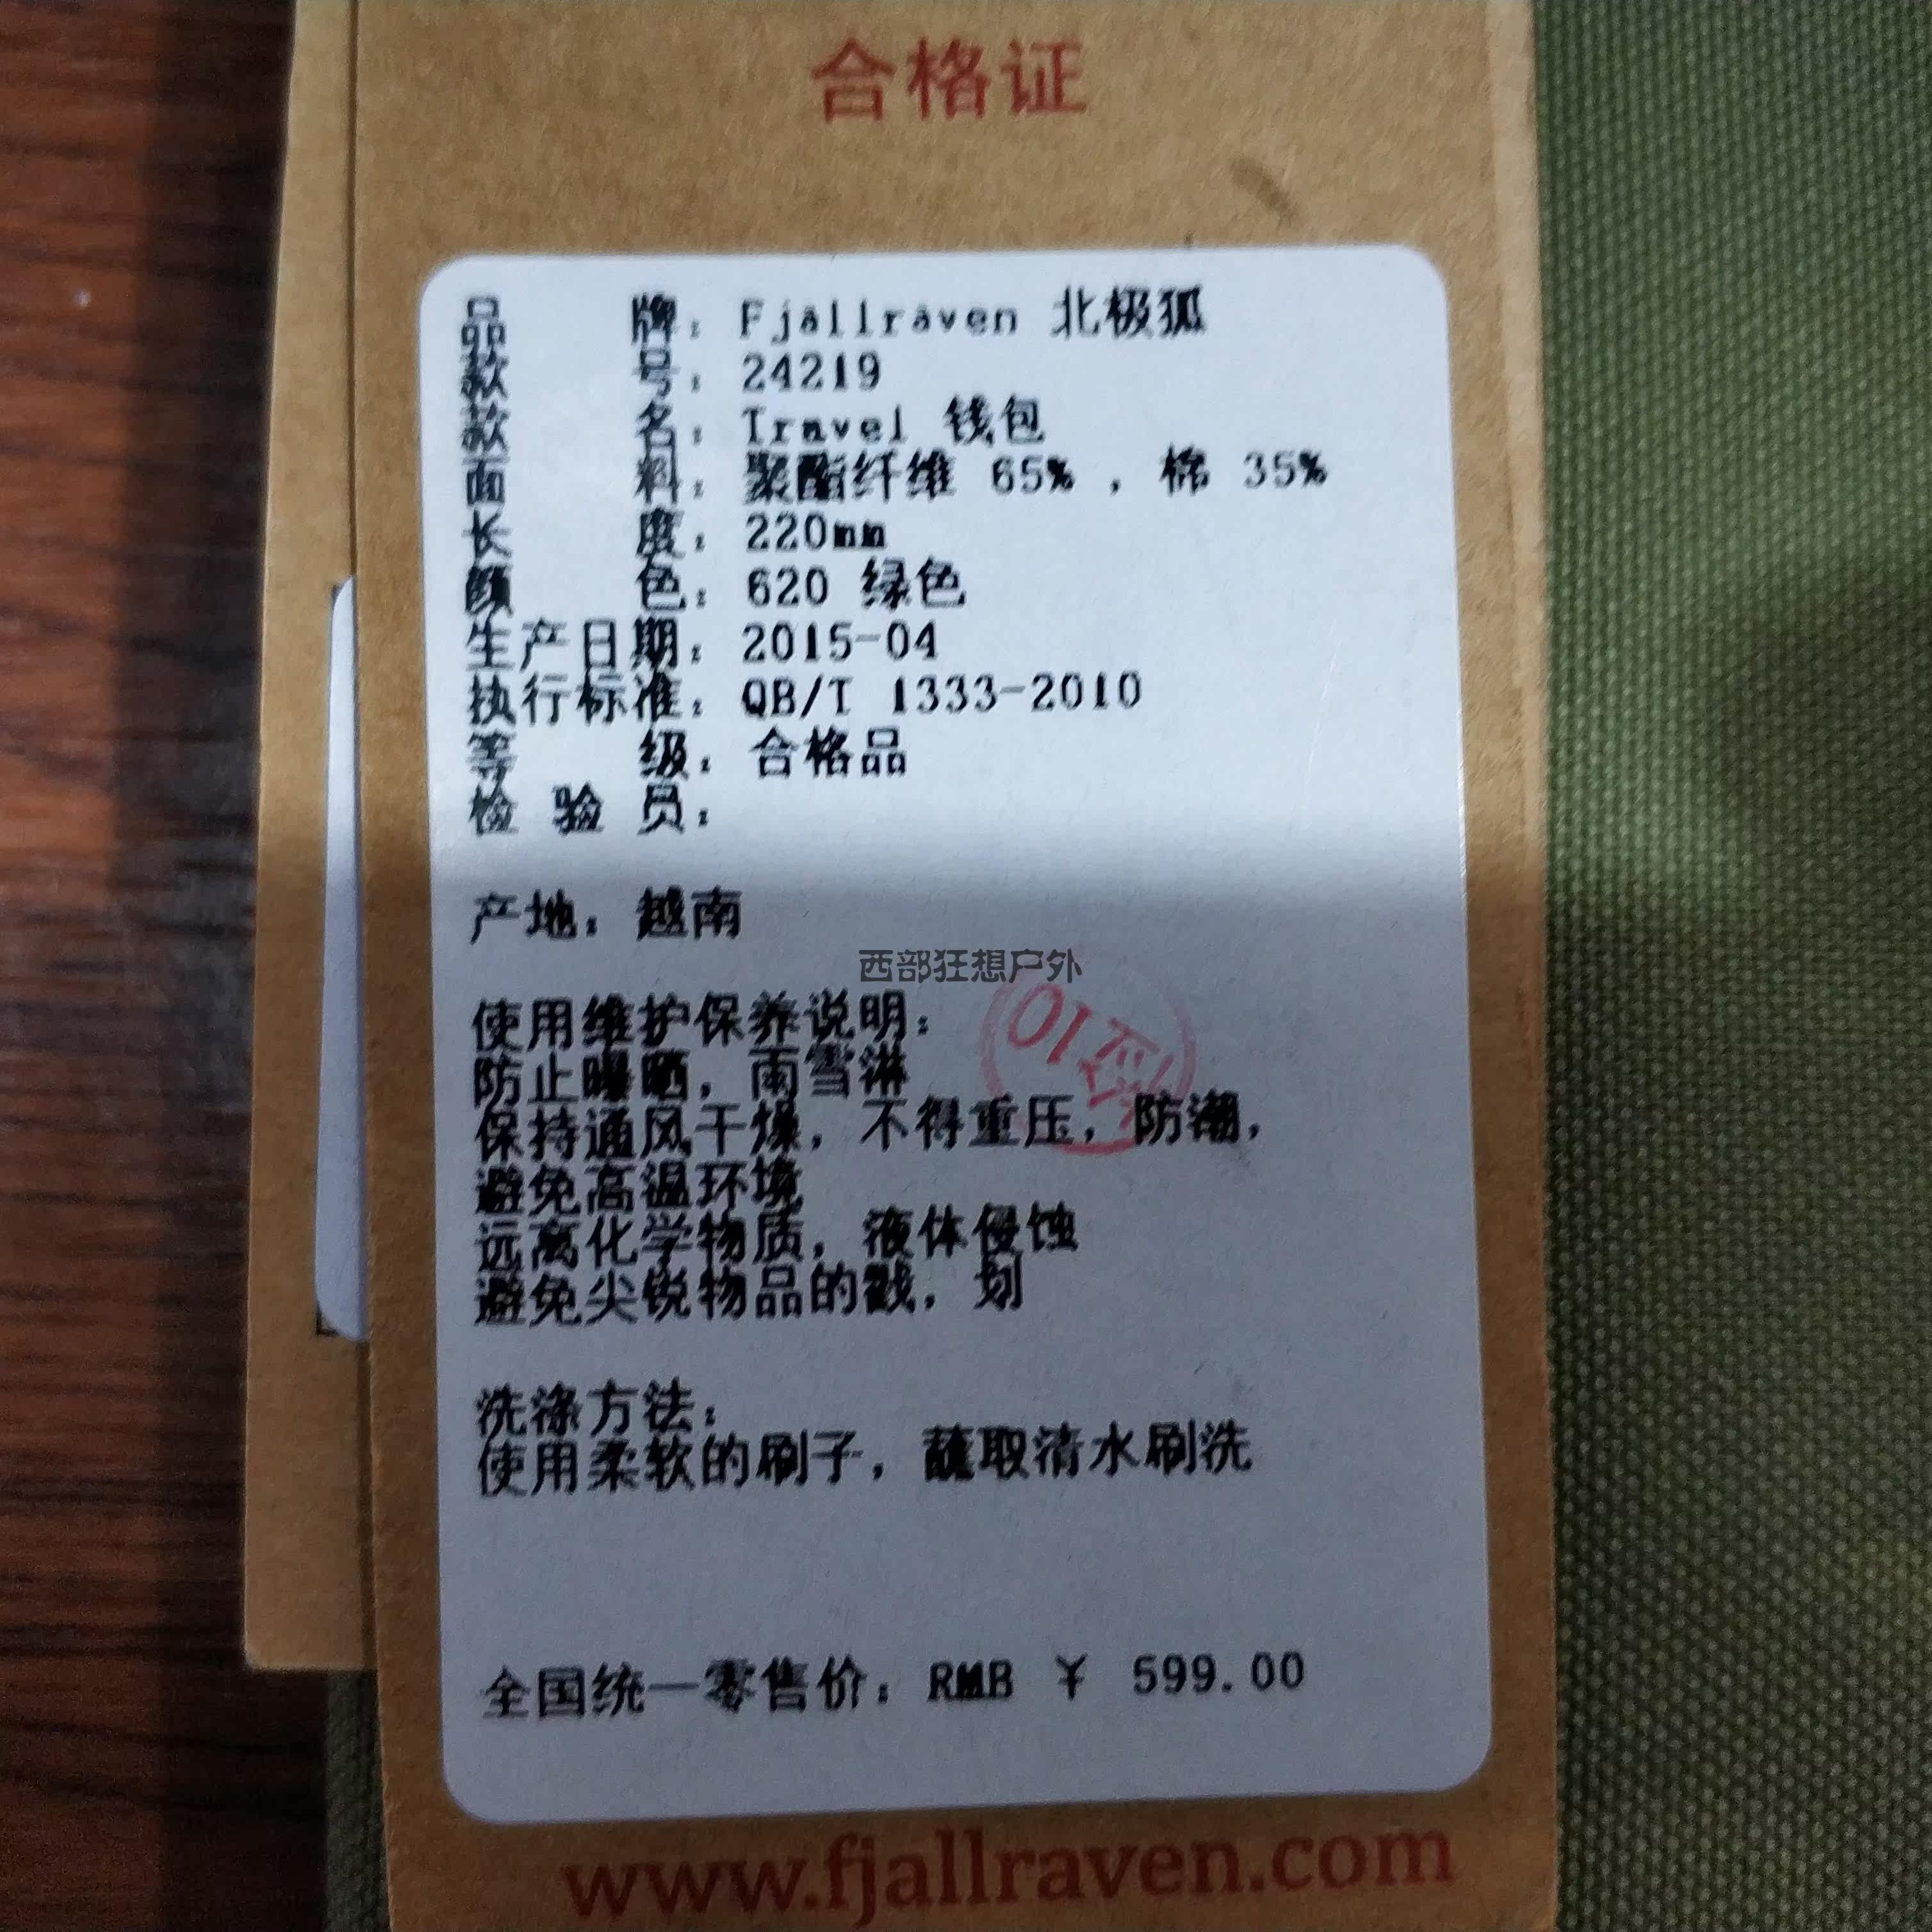 合格证
品牌：Fjällräven 北极狐
款号：24219
款名：Travel 钱包
面料：聚酯纤维 65% ，棉 35%
长度：220mm
颜色：620 绿色
生产日期：2015-04
执行标准：QB/T 1333-2010
等级：合格品
检验员：
产地：越南
西部狂想户外
使用维护保养说明：
防止曝晒，雨雪淋
保持通风干燥，不得重压，防潮，
避免高温环境
远离化学物质，液体侵蚀
避免尖锐物品的戳，划
洗涤方法：
使用柔软的刷子，蘸取清水刷洗
全国统一零售价：RMB ￥ 599.00
www.fjallraven.com